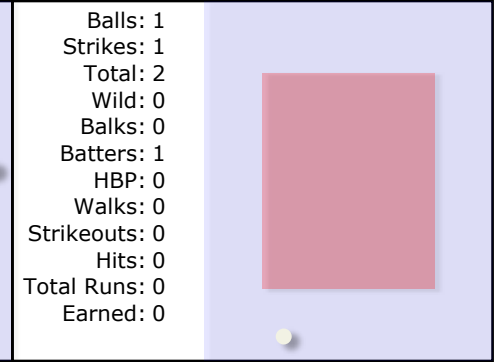 Balls: 1
Strikes: 1
Total: 2
Wild: 0
Balks: 0
Batters: 1
HBP: 0
Walks: 0
Strikeouts: 0
Hits: 0
Total Runs: 0
Earned: 0